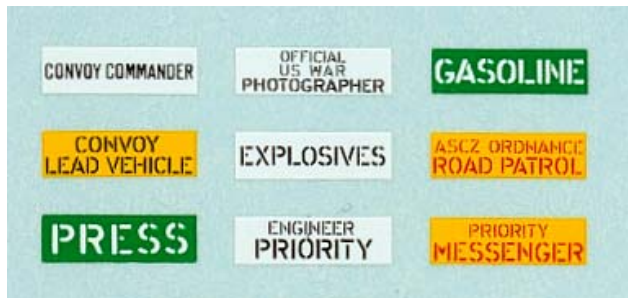 CONVOY COMMANDER
OFFICIAL
US WAR
PHOTOGRAPHER
GASOLINE
CONVOY
LEAD VEHICLE
EXPLOSIVES
ASCZ ORDNANCE
ROAD PATROL
PRESS
ENGINEER
PRIORITY
PRIORITY
MESSENGER